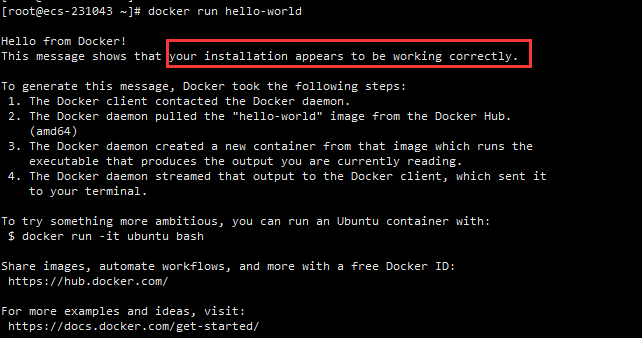 [root@ecs-231043 ~]# docker run hello-world
Hello from Docker!
This message shows that your installation appears to be working correctly.
To generate this message, Docker took the following steps:
1. The Docker client contacted the Docker daemon.
2. The Docker daemon pulled the "hello-world" image from the Docker Hub.
(amd64)
3. The Docker daemon created a new container from that image which runs the
executable that produces the output you are currently reading.
4. The Docker daemon streamed that output to the Docker client, which sent it
to your terminal.
To try something more ambitious, you can run an Ubuntu container with:
$ docker run -it ubuntu bash
Share images, automate workflows, and more with a free Docker ID:
https://hub.docker.com/
For more examples and ideas, visit:
https://docs.docker.com/get-started/